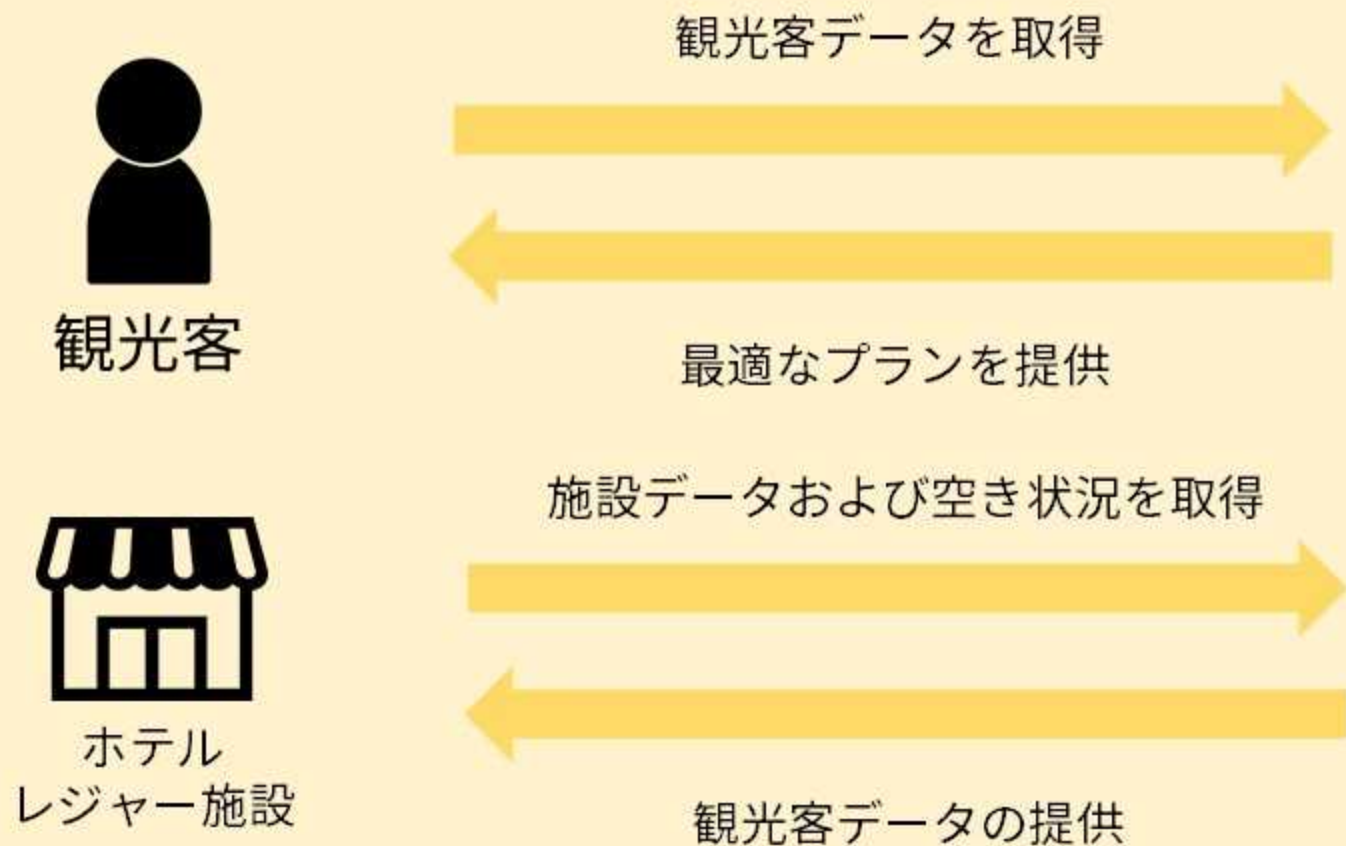 観光客データを取得
観光客
最適なプランを提供
施設データおよび空き状況を取得
ホテル
レジャー施設
観光客データの提供